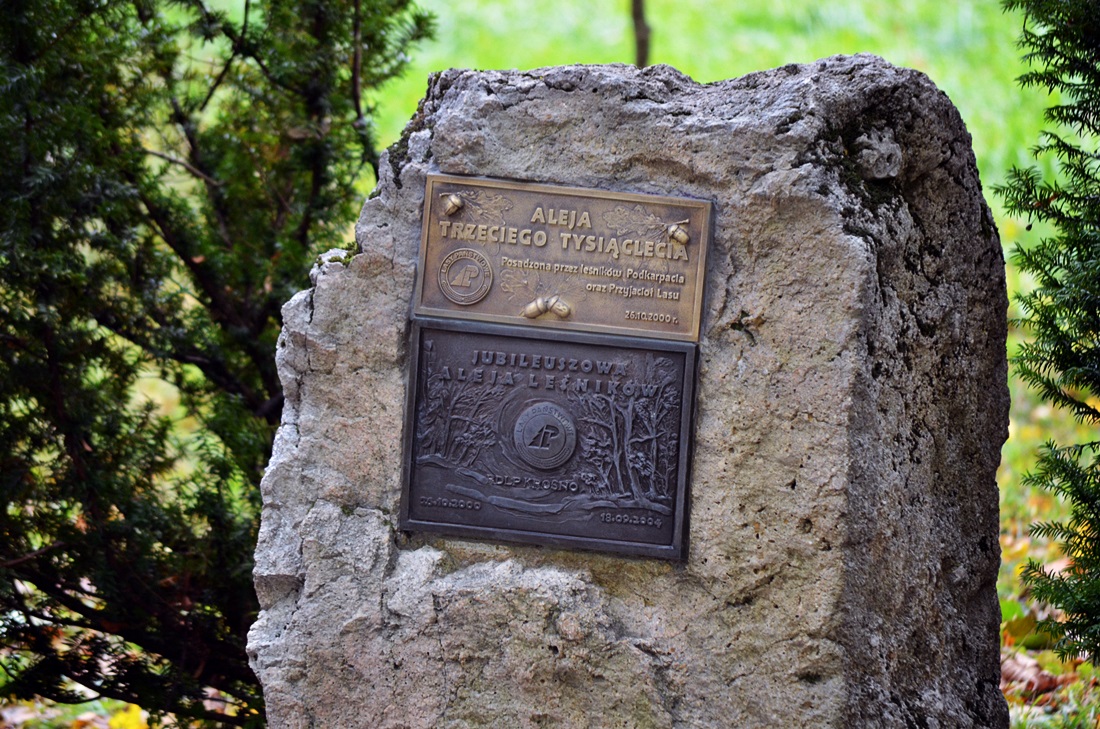 ALEJA
TRZECIEGO TYSIĄCLECIA
Posadzona przez leśników Podkarpacia
oraz Przyjaciół Lasu
26.10.2000 r.
JUBILEUSZOWA
ALEJA LEŚNIKÓW
RDLP KROSNO
26.10.2000
18.09.2004